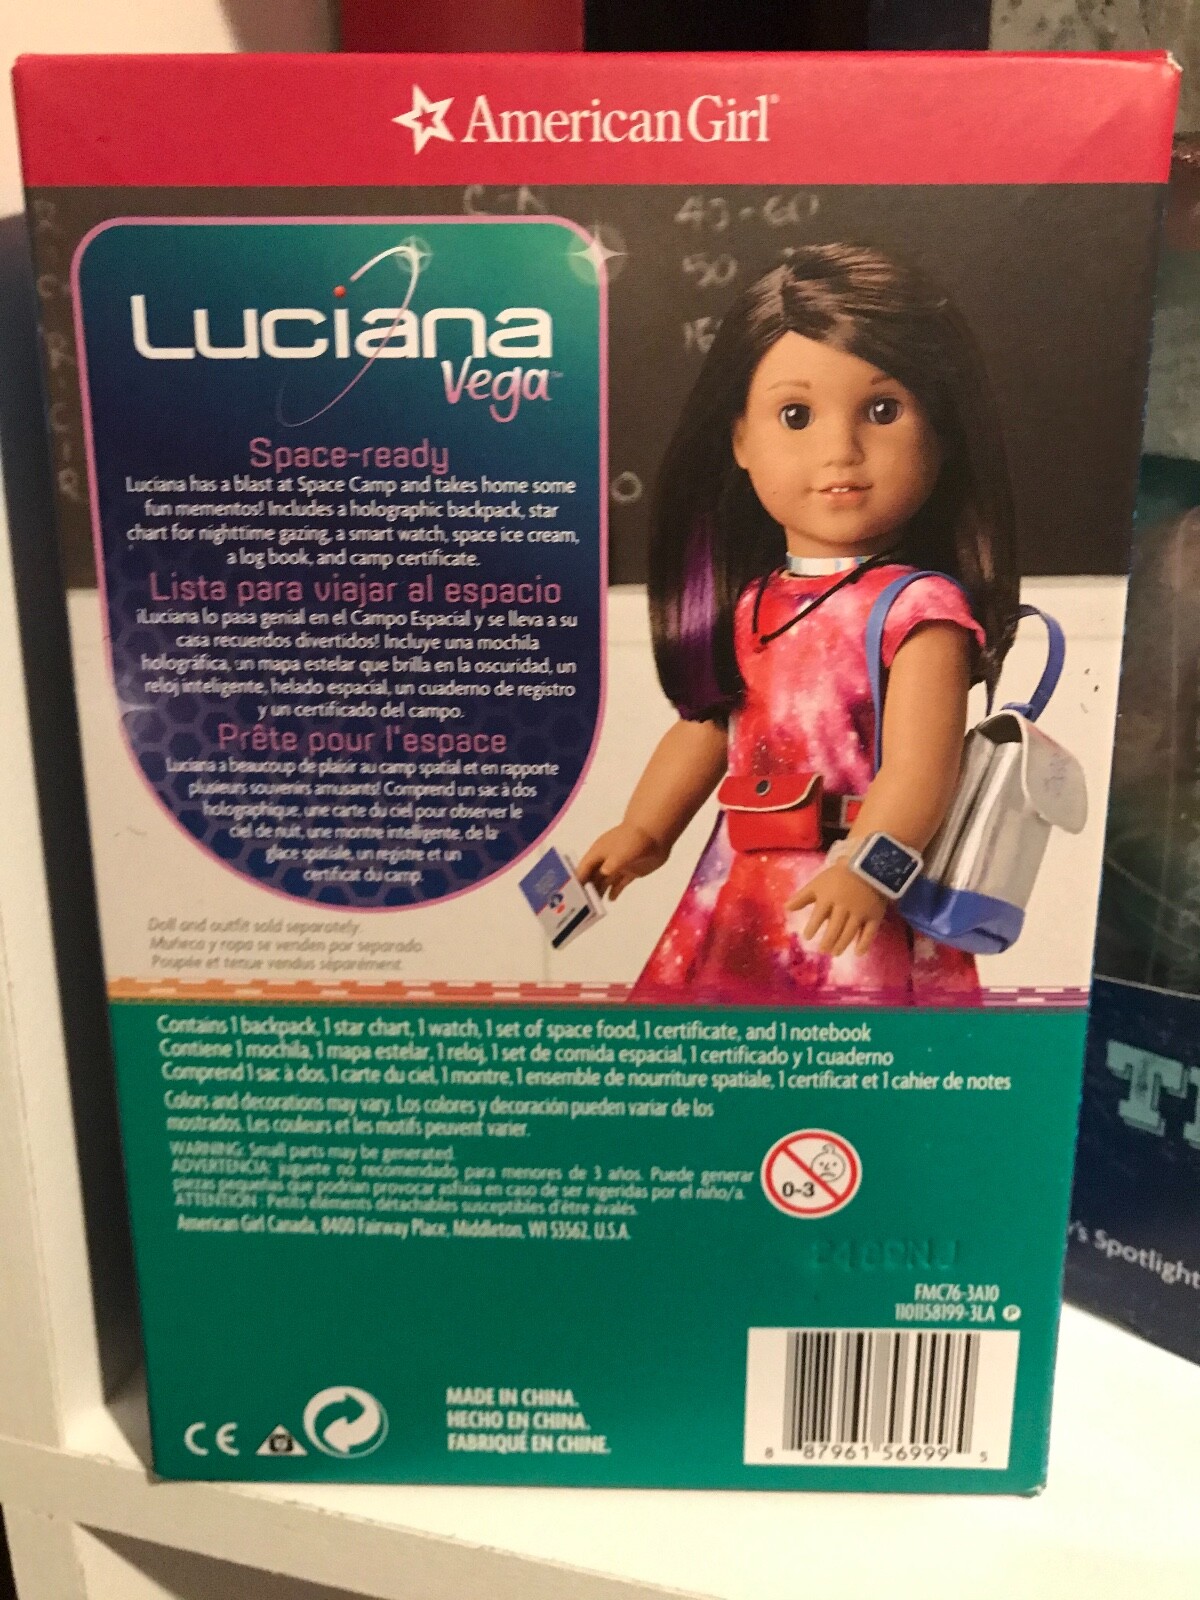 American Girl®
C-A
43-60
50
Luciana
Vega™
Space-ready
Luciana has a blast at Space Camp and takes home some
fun mementos! Includes a holographic backpack, star
chart for nighttime gazing, a smart watch, space ice cream,
a log book, and camp certificate.
Lista para viajar al espacio
¡Luciana lo pasa genial en el Campo Espacial y se lleva a su
casa recuerdos divertidos! Incluye una mochila
holográfica, un mapa estelar que brilla en la oscuridad, un
reloj inteligente, helado espacial, un cuaderno de registro
y un certificado del campo.
Prête pour l'espace
Luciana a beaucoup de plaisir au camp spatial et en rapporte
plusieurs souvenirs amusants! Comprend un sac à dos
holographique, une carte du ciel pour observer le
ciel de nuit, une montre intelligente, de la
glace spatiale, un registre et un
certificat du camp.
Doll and outfit sold separately.
Muñeca y ropa se venden por separado.
Poupée et tenue vendus séparément.
Contains 1 backpack, 1 star chart, 1 watch, 1 set of space food, 1 certificate, and 1 notebook
Contiene 1 mochila, 1 mapa estelar, 1 reloj, 1 set de comida espacial, 1 certificado y 1 cuaderno
Comprend 1 sac à dos, 1 carte du ciel, 1 montre, 1 ensemble de nourriture spatiale, 1 certificat et 1 cahier de notes
Colors and decorations may vary. Los colores y decoración pueden variar de los
mostrados. Les couleurs et les motifs peuvent varier.
WARNING: Small parts may be generated.
ADVERTENCIA: juguete no recomendado para menores de 3 años. Puede generar
piezas pequeñas que podrían provocar asfixia en caso de ser ingeridas por el niño/a.
ATTENTION : Petits éléments détachables susceptibles d'être avalés.
American Girl Canada, 8400 Fairway Place, Middleton, WI 53562, U.S.A.
0-3
FMC76-3A10
1101158199-3LA P
MADE IN CHINA.
HECHO EN CHINA.
FABRIQUÉ EN CHINE.
CE
8 87961 56999 5
's Spotlight